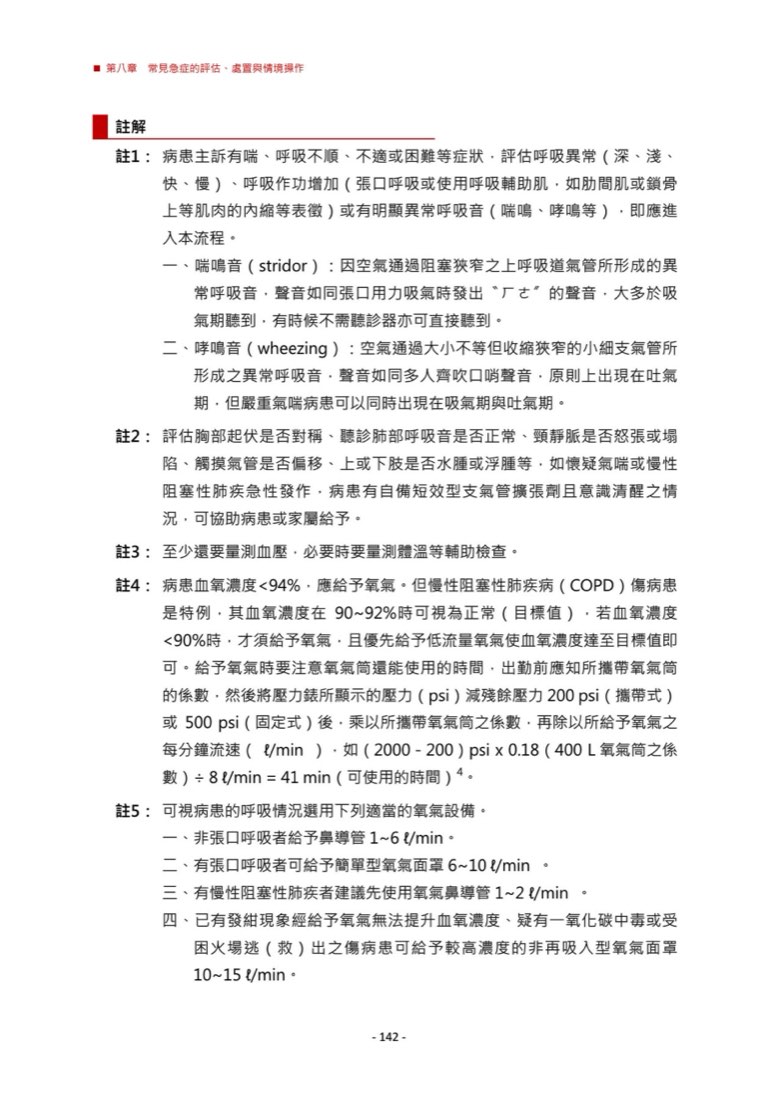 ■ 第八章　常見急症的評估、處置與情境操作
註解
註1： 病患主訴有喘、呼吸不順、不適或困難等症狀，評估呼吸異常（深、淺、
快、慢）、呼吸作功增加（張口呼吸或使用呼吸輔助肌，如肋間肌或鎖骨
上等肌肉的內縮等表徵）或有明顯異常呼吸音（喘鳴、哮鳴等），即應進
入本流程。
一、喘鳴音（stridor）：因空氣通過阻塞狹窄之上呼吸道氣管所形成的異
常呼吸音，聲音如同張口用力吸氣時發出〝ㄏㄜ〞的聲音，大多於吸
氣期聽到，有時候不需聽診器亦可直接聽到。
二、哮鳴音（wheezing）：空氣通過大小不等但收縮狹窄的小細支氣管所
形成之異常呼吸音，聲音如同多人齊吹口哨聲音，原則上出現在吐氣
期，但嚴重氣喘病患可以同時出現在吸氣期與吐氣期。
註2： 評估胸部起伏是否對稱、聽診肺部呼吸音是否正常、頸靜脈是否怒張或塌
陷、觸摸氣管是否偏移、上或下肢是否水腫或浮腫等，如懷疑氣喘或慢性
阻塞性肺疾急性發作，病患有自備短效型支氣管擴張劑且意識清醒之情
況，可協助病患或家屬給予。
註3： 至少還要量測血壓，必要時要量測體溫等輔助檢查。
註4： 病患血氧濃度<94%，應給予氧氣。但慢性阻塞性肺疾病（COPD）傷病患
是特例，其血氧濃度在 90~92%時可視為正常（目標值），若血氧濃度
<90%時，才須給予氧氣，且優先給予低流量氧氣使血氧濃度達至目標值即
可。給予氧氣時要注意氧氣筒還能使用的時間，出勤前應知所攜帶氧氣筒
的係數，然後將壓力錶所顯示的壓力（psi）減殘餘壓力 200 psi（攜帶式）
或 500 psi（固定式）後，乘以所攜帶氧氣筒之係數，再除以所給予氧氣之
每分鐘流速（ ℓ/min ），如（2000 - 200）psi x 0.18（400 L 氧氣筒之係
數）÷ 8 ℓ/min = 41 min（可使用的時間）⁴。
註5： 可視病患的呼吸情況選用下列適當的氧氣設備。
一、非張口呼吸者給予鼻導管 1~6 ℓ/min。
二、有張口呼吸者可給予簡單型氧氣面罩 6~10 ℓ/min 。
三、有慢性阻塞性肺疾者建議先使用氧氣鼻導管 1~2 ℓ/min 。
四、已有發紺現象經給予氧氣無法提升血氧濃度、疑有一氧化碳中毒或受
困火場逃（救）出之傷病患可給予較高濃度的非再吸入型氧氣面罩
10~15 ℓ/min。
- 142 -